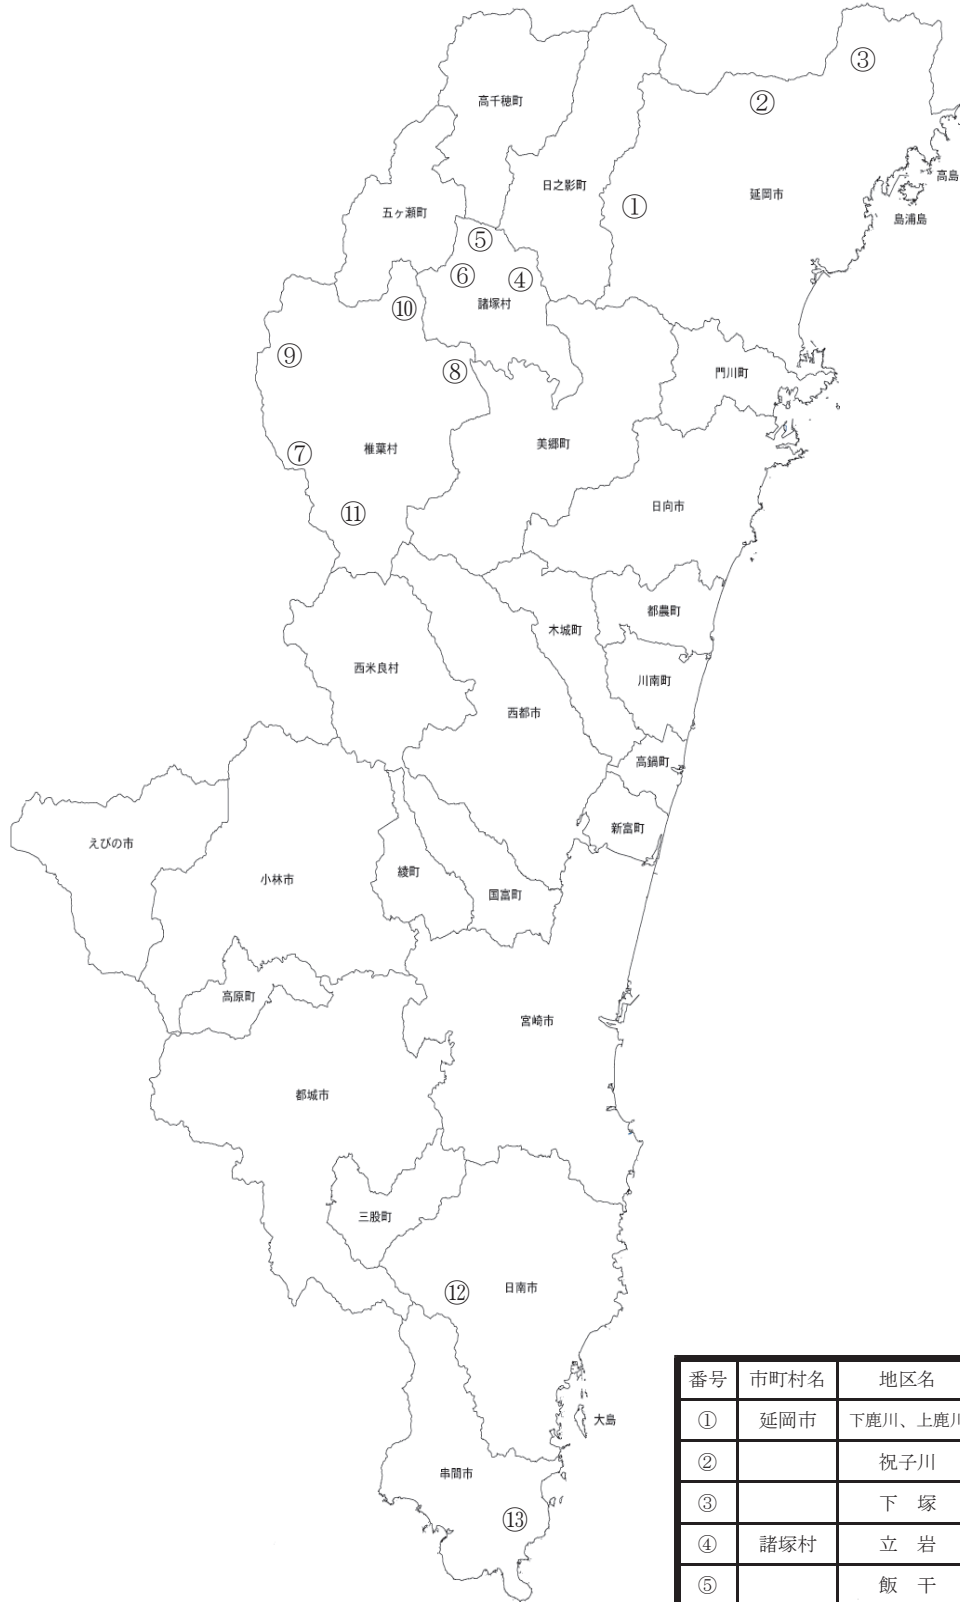 ③
②
高千穂町
高島
日之影町
延岡市
①
五ヶ瀬町
島浦島
⑤
⑥
④
諸塚村
⑩
⑨
⑧
門川町
美郷町
⑦
椎葉村
日向市
⑪
都農町
木城町
西米良村
川南町
西都市
高鍋町
新富町
えびの市
綾町
小林市
国富町
高原町
宮崎市
都城市
三股町
日南市
⑫
大島
串間市
⑬
番号 市町村名 地区名
① 延岡市 下鹿川、上鹿川
② 祝子川
③ 下 塚
④ 諸塚村 立 岩
⑤ 飯 干